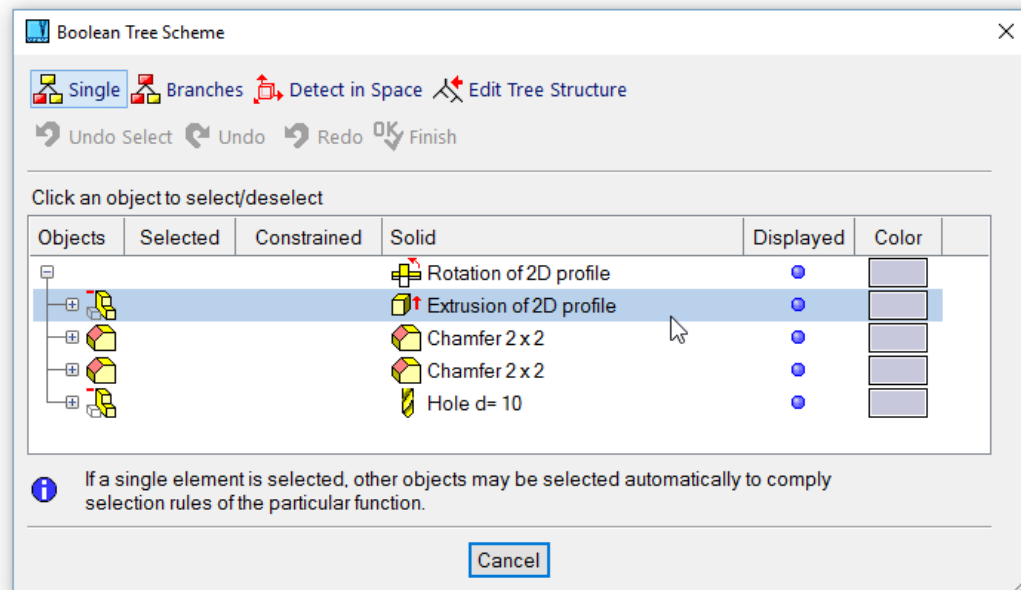 Boolean Tree Scheme
Single Branches Detect in Space Edit Tree Structure
Undo Select Undo Redo OK Finish
Click an object to select/deselect
Objects Selected Constrained Solid Displayed Color
Rotation of 2D profile
Extrusion of 2D profile
Chamfer 2 x 2
Chamfer 2 x 2
Hole d= 10
If a single element is selected, other objects may be selected automatically to comply
selection rules of the particular function.
Cancel